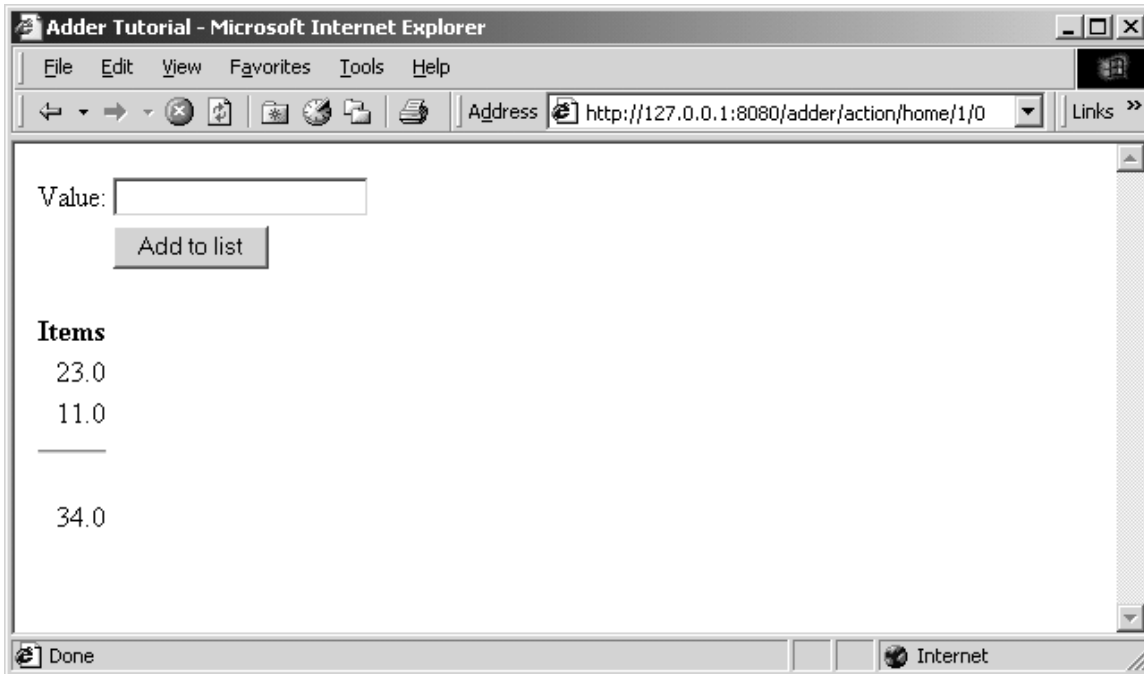 Adder Tutorial - Microsoft Internet Explorer
File Edit View Favorites Tools Help
Address http://127.0.0.1:8080/adder/action/home/1/0 Links »
Value:
Add to list
Items
23.0
11.0
34.0
Done Internet